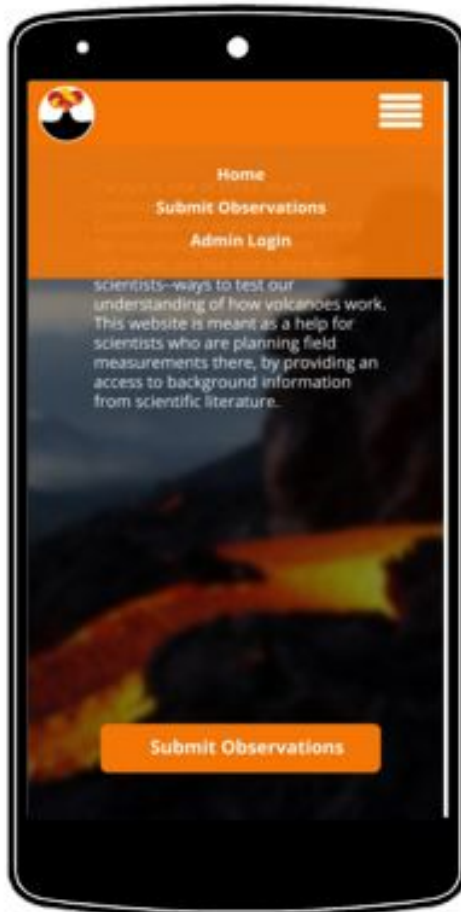 Home
Submit Observations
Admin Login
scientists--ways to test our
understanding of how volcanoes work.
This website is meant as a help for
scientists who are planning field
measurements there, by providing an
access to background information
from scientific literature.
Submit Observations